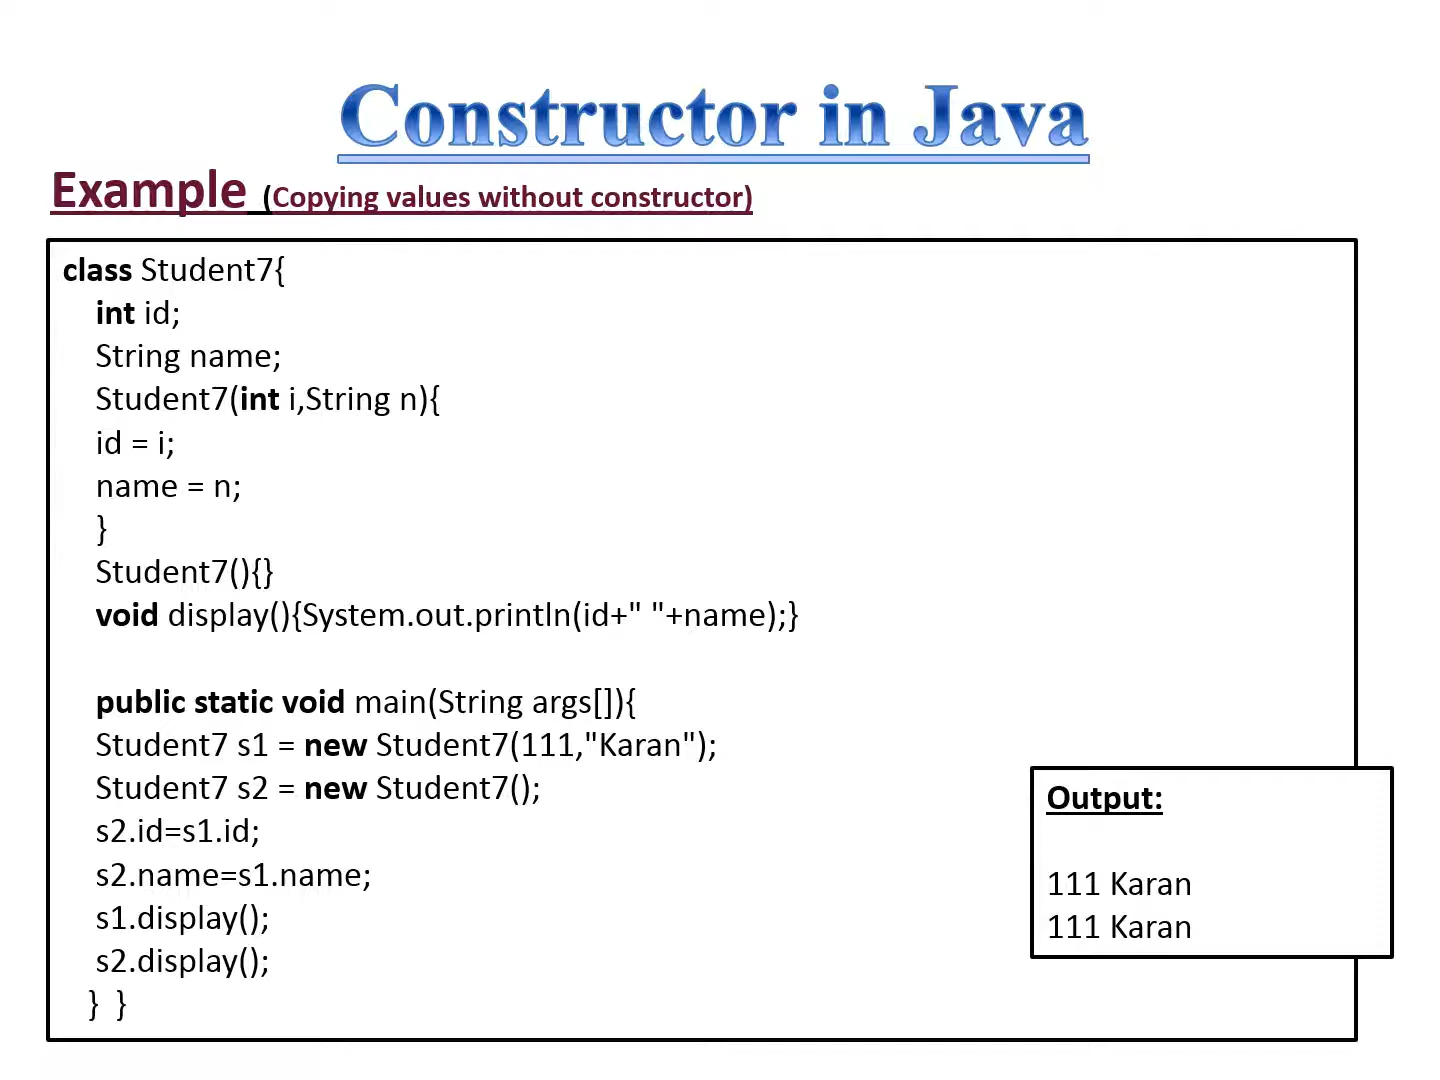 Constructor in Java
Example (Copying values without constructor)
class Student7{
int id;
String name;
Student7(int i,String n){
id = i;
name = n;
}
Student7(){}
void display(){System.out.println(id+" "+name);}
public static void main(String args[]){
Student7 s1 = new Student7(111,"Karan");
Student7 s2 = new Student7();
s2.id=s1.id;
s2.name=s1.name;
s1.display();
s2.display();
} }
Output:
111 Karan
111 Karan